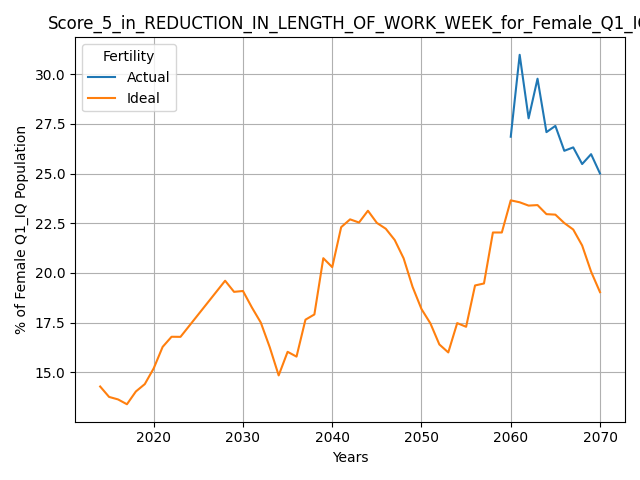 Score_5_in_REDUCTION_IN_LENGTH_OF_WORK_WEEK_for_Female_Q1_IQ
Fertility
Actual
Ideal
30.0
27.5
25.0
22.5
20.0
17.5
15.0
% of Female Q1_IQ Population
2020 2030 2040 2050 2060 2070
Years